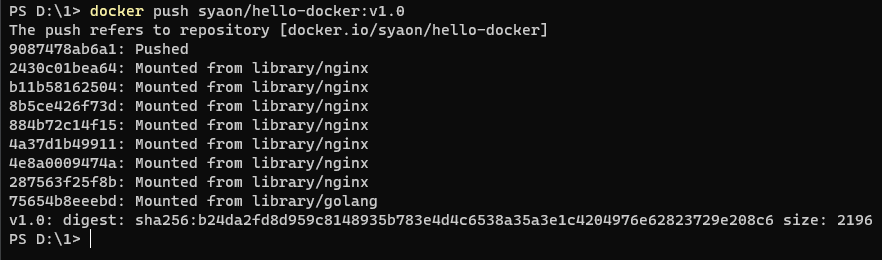 PS D:\1> docker push syaon/hello-docker:v1.0
The push refers to repository [docker.io/syaon/hello-docker]
9087478ab6a1: Pushed
2430c01bea64: Mounted from library/nginx
b11b58162504: Mounted from library/nginx
8b5ce426f73d: Mounted from library/nginx
884b72c14f15: Mounted from library/nginx
4a37d1b49911: Mounted from library/nginx
4e8a0009474a: Mounted from library/nginx
287563f25f8b: Mounted from library/nginx
75654b8eeebd: Mounted from library/golang
v1.0: digest: sha256:b24da2fd8d959c8148935b783e4d4c6538a35a3e1c4204976e62823729e208c6 size: 2196
PS D:\1>